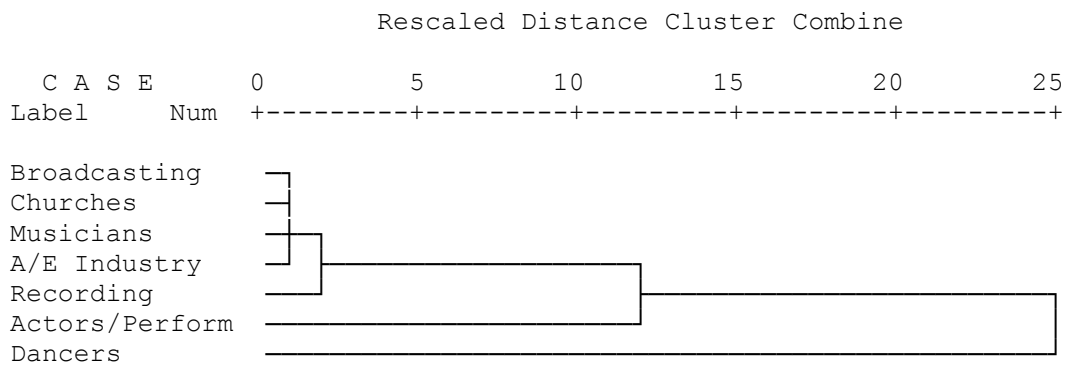 Rescaled Distance Cluster Combine
C A S E 0 5 10 15 20 25
Label Num +---------+---------+---------+---------+---------+
Broadcasting
Churches
Musicians
A/E Industry
Recording
Actors/Perform
Dancers